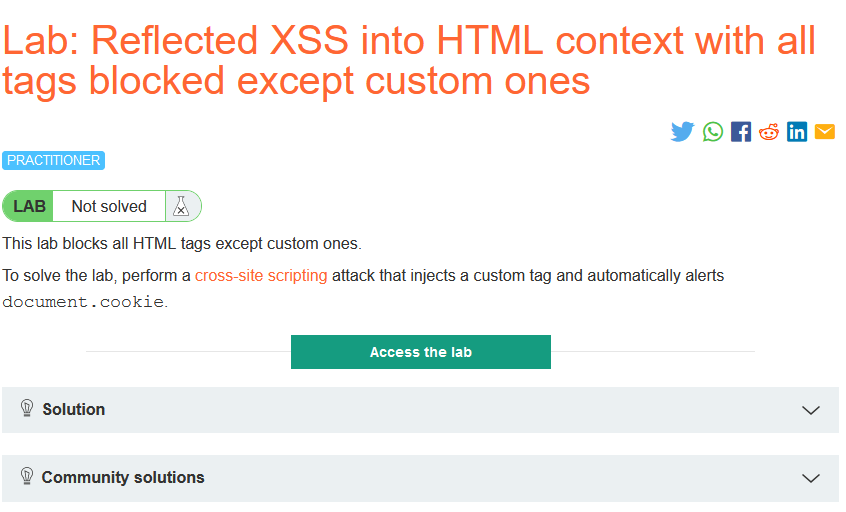 Lab: Reflected XSS into HTML context with all
tags blocked except custom ones
PRACTITIONER
LAB Not solved
This lab blocks all HTML tags except custom ones.
To solve the lab, perform a cross-site scripting attack that injects a custom tag and automatically alerts
document.cookie.
Access the lab
Solution
Community solutions